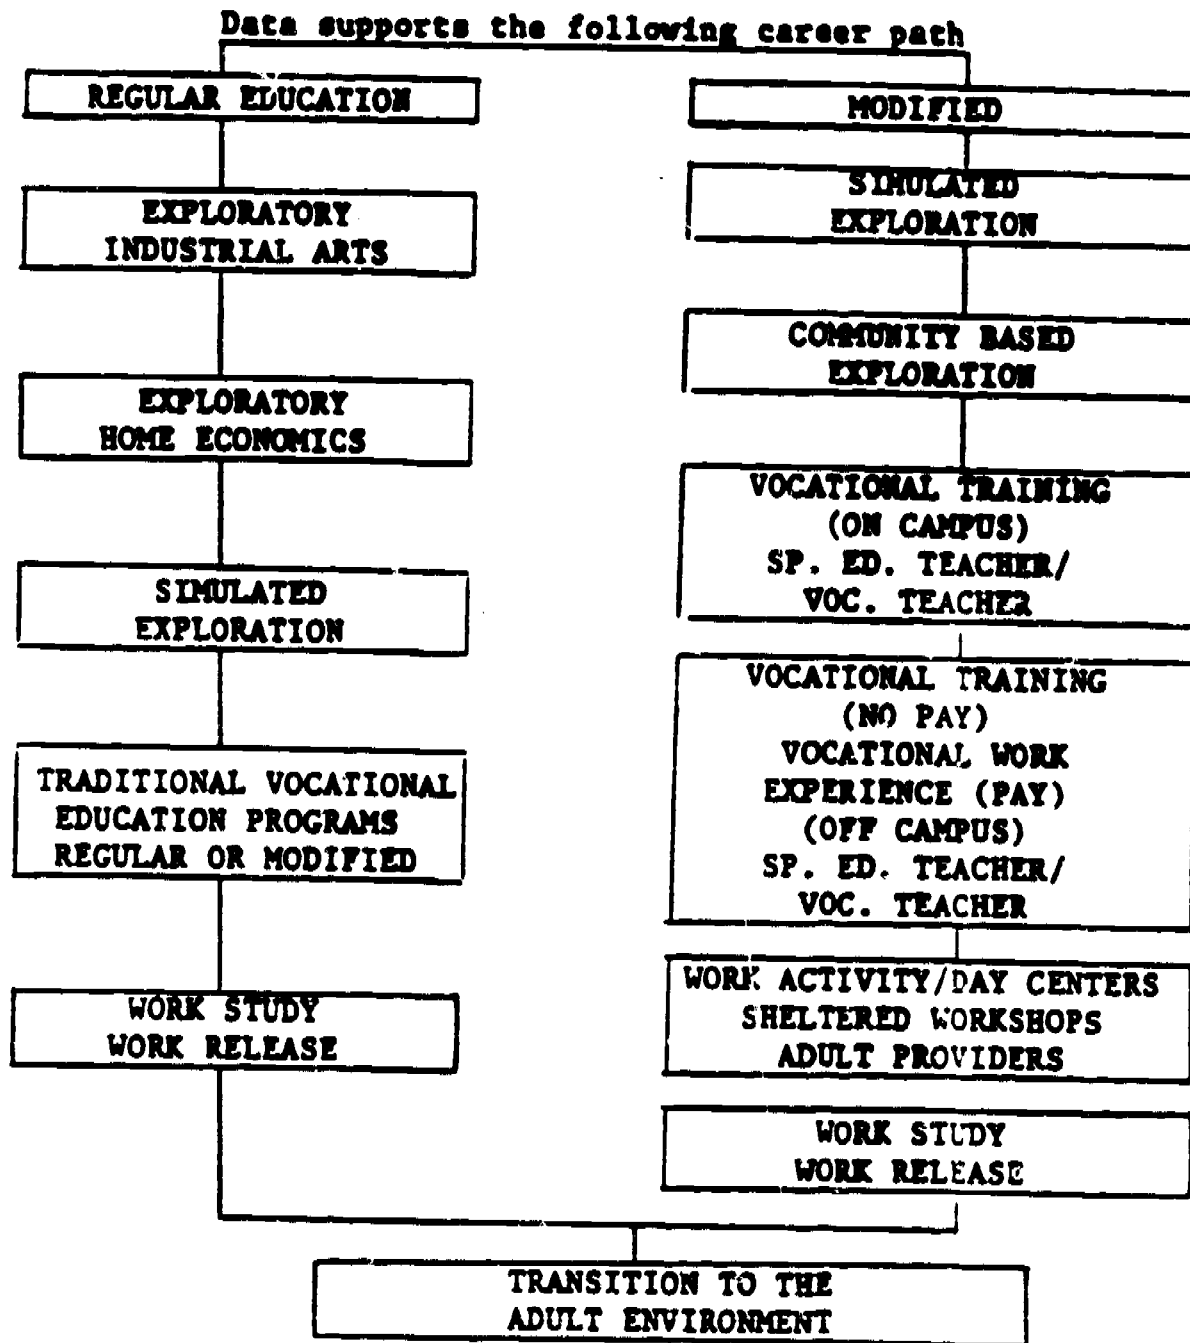 Data supports the following career path
REGULAR EDUCATION
EXPLORATORY
INDUSTRIAL ARTS
EXPLORATORY
HOME ECONOMICS
SIMULATED
EXPLORATION
TRADITIONAL VOCATIONAL
EDUCATION PROGRAMS
REGULAR OR MODIFIED
WORK STUDY
WORK RELEASE
MODIFIED
SIMULATED
EXPLORATION
COMMUNITY BASED
EXPLORATION
VOCATIONAL TRAINING
(ON CAMPUS)
SP. ED. TEACHER/
VOC. TEACHER
VOCATIONAL TRAINING
(NO PAY)
VOCATIONAL WORK
EXPERIENCE (PAY)
(OFF CAMPUS)
SP. ED. TEACHER/
VOC. TEACHER
WORK ACTIVITY/DAY CENTERS
SHELTERED WORKSHOPS
ADULT PROVIDERS
WORK STUDY
WORK RELEASE
TRANSITION TO THE
ADULT ENVIRONMENT